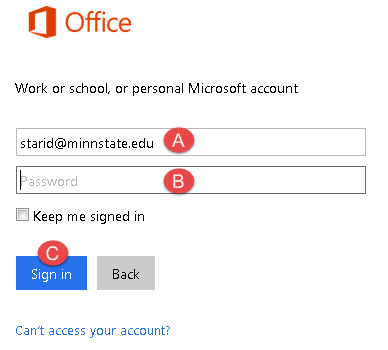 Office
Work or school, or personal Microsoft account
starid@minnstate.edu A
Password B
Keep me signed in
C
Sign in Back
Can't access your account?